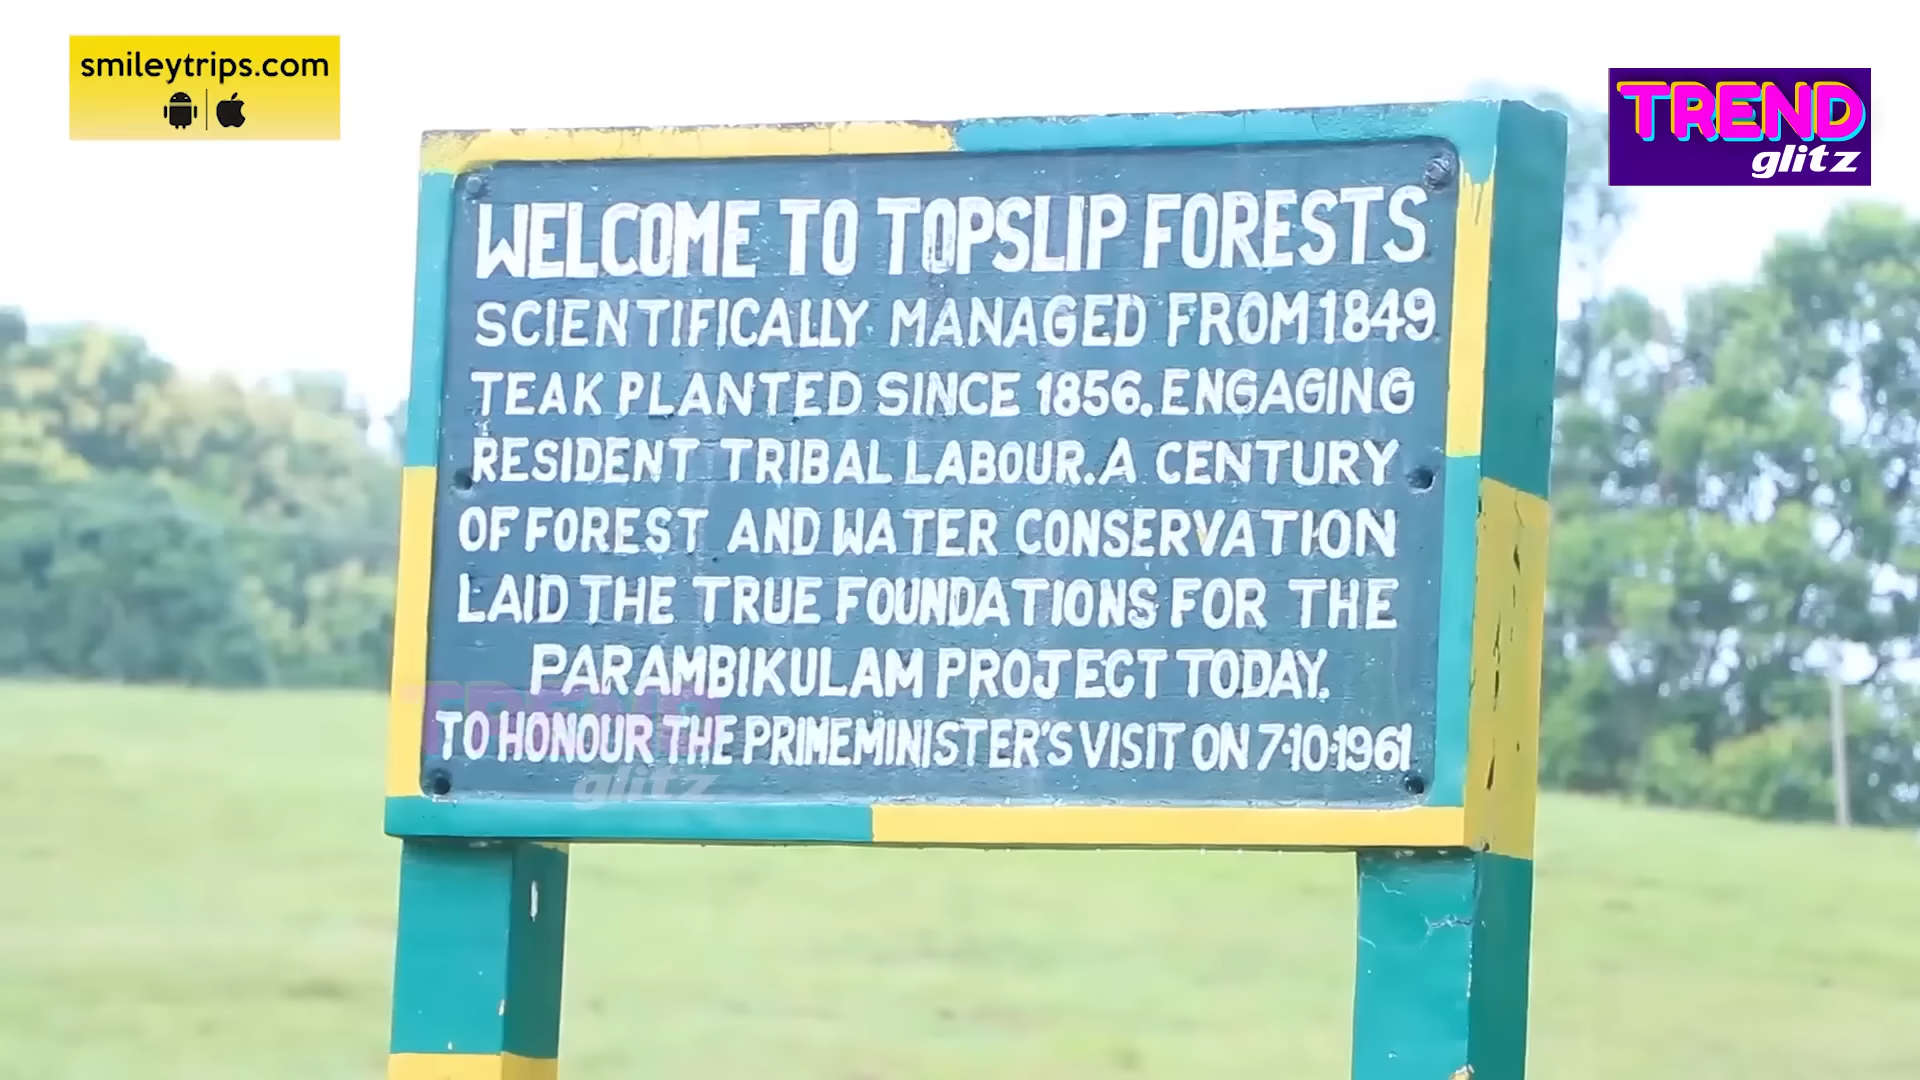 smileytrips.com
TREND
glitz
WELCOME TO TOPSLIP FORESTS
SCIENTIFICALLY MANAGED FROM 1849
TEAK PLANTED SINCE 1856. ENGAGING
RESIDENT TRIBAL LABOUR. A CENTURY
OF FOREST AND WATER CONSERVATION
LAID THE TRUE FOUNDATIONS FOR THE
PARAMBIKULAM PROJECT TODAY.
TO HONOUR THE PRIMEMINISTER'S VISIT ON 7·10·1961
TREND
glitz